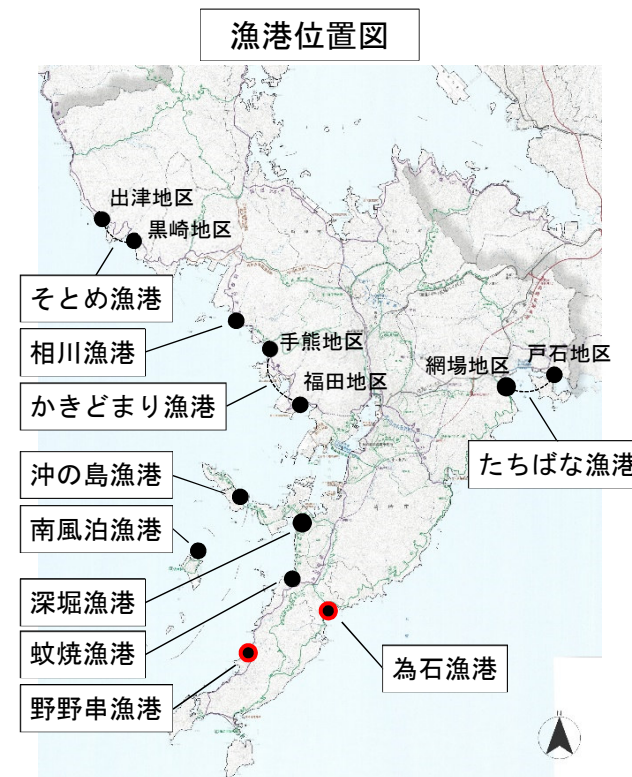 漁港位置図
出津地区
黒崎地区
そとめ漁港
相川漁港
手熊地区
かきどまり漁港
福田地区
網場地区
戸石地区
たちばな漁港
沖の島漁港
南風泊漁港
深堀漁港
蚊焼漁港
為石漁港
野野串漁港